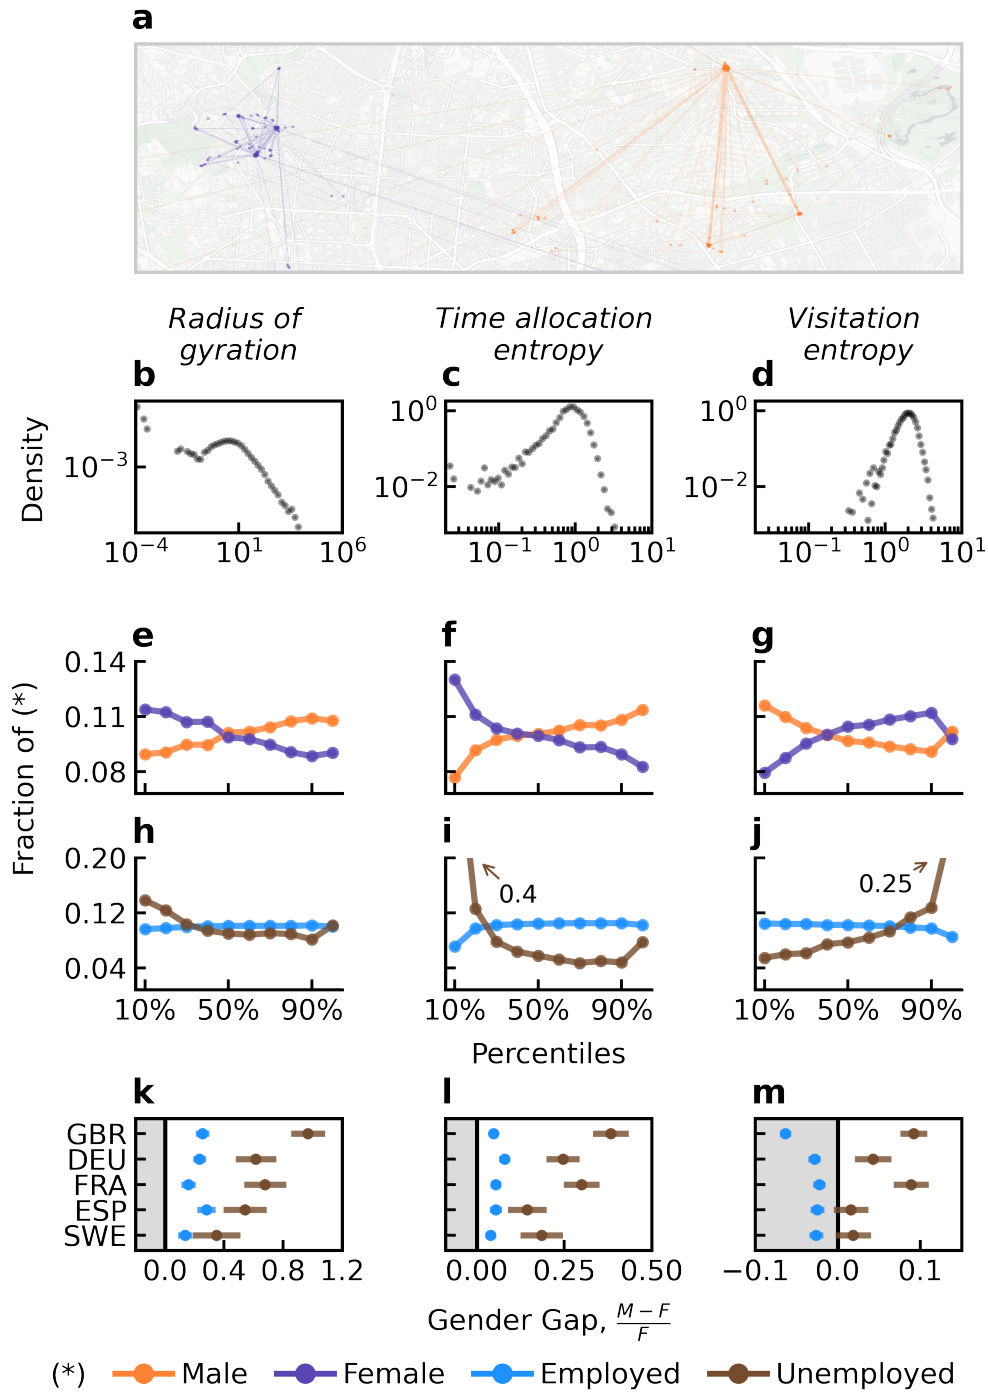 a
Radius of
gyration
Time allocation
entropy
Visitation
entropy
b
c
d
Density
10⁻³
10⁰
10⁻²
10⁰
10⁻²
10⁻⁴ 10¹ 10⁶
10⁻¹ 10⁰ 10¹
10⁻¹ 10⁰ 10¹
e
f
g
Fraction of (*)
0.14
0.11
0.08
h
i
j
0.20
0.12
0.04
0.4
0.25
10% 50% 90%
10% 50% 90%
10% 50% 90%
Percentiles
k
l
m
GBR
DEU
FRA
ESP
SWE
0.0 0.4 0.8 1.2
0.00 0.25 0.50
−0.1 0.0 0.1
Gender Gap, M − F / F
(*) Male Female Employed Unemployed